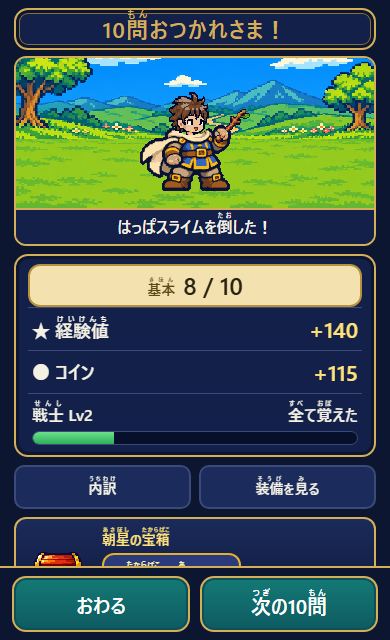 10問おつかれさま！
はっぱスライムを倒した！
基本 8 / 10
★ 経験値 +140
コイン +115
戦士 Lv2 全て覚えた
内訳 装備を見る
朝星の宝箱
おわる 次の10問